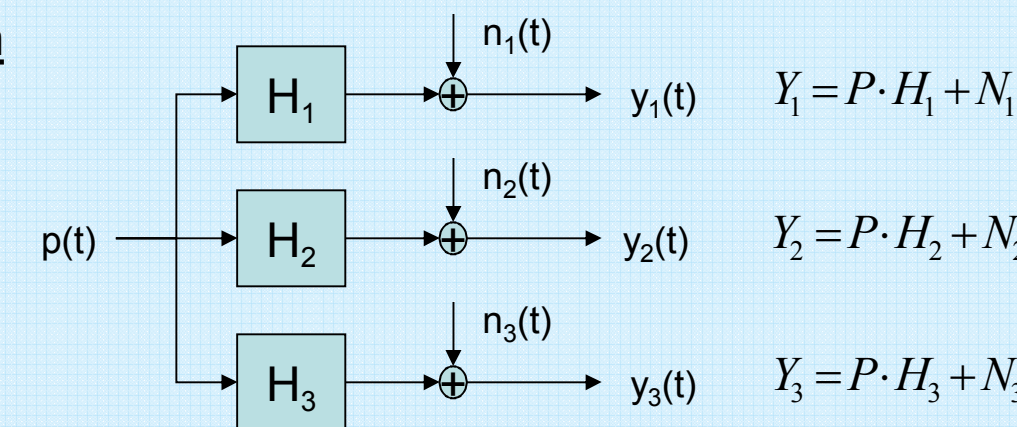 n₁(t)
H₁ + y₁(t) Y₁ = P·H₁ + N₁
n₂(t)
p(t) H₂ + y₂(t) Y₂ = P·H₂ + N₂
n₃(t)
H₃ + y₃(t) Y₃ = P·H₃ + N₃